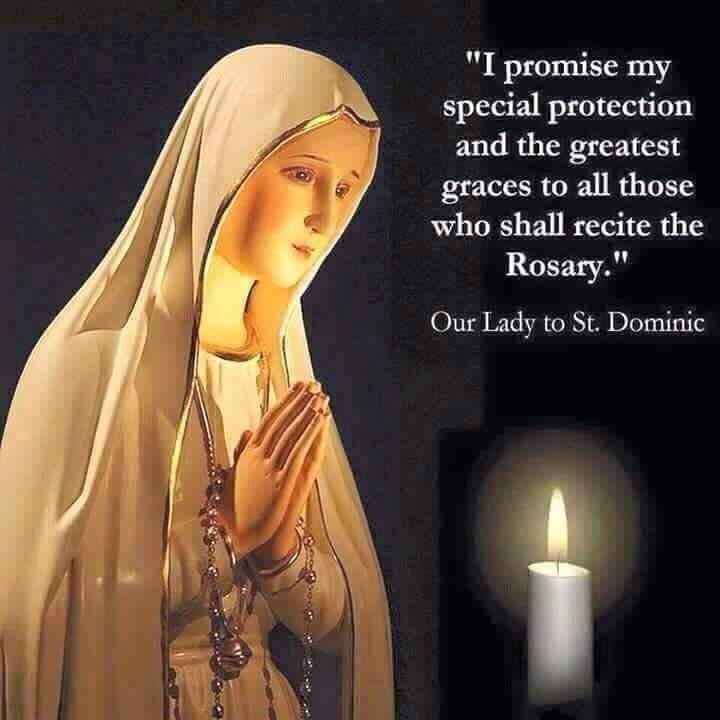 "I promise my
special protection
and the greatest
graces to all those
who shall recite the
Rosary."
Our Lady to St. Dominic